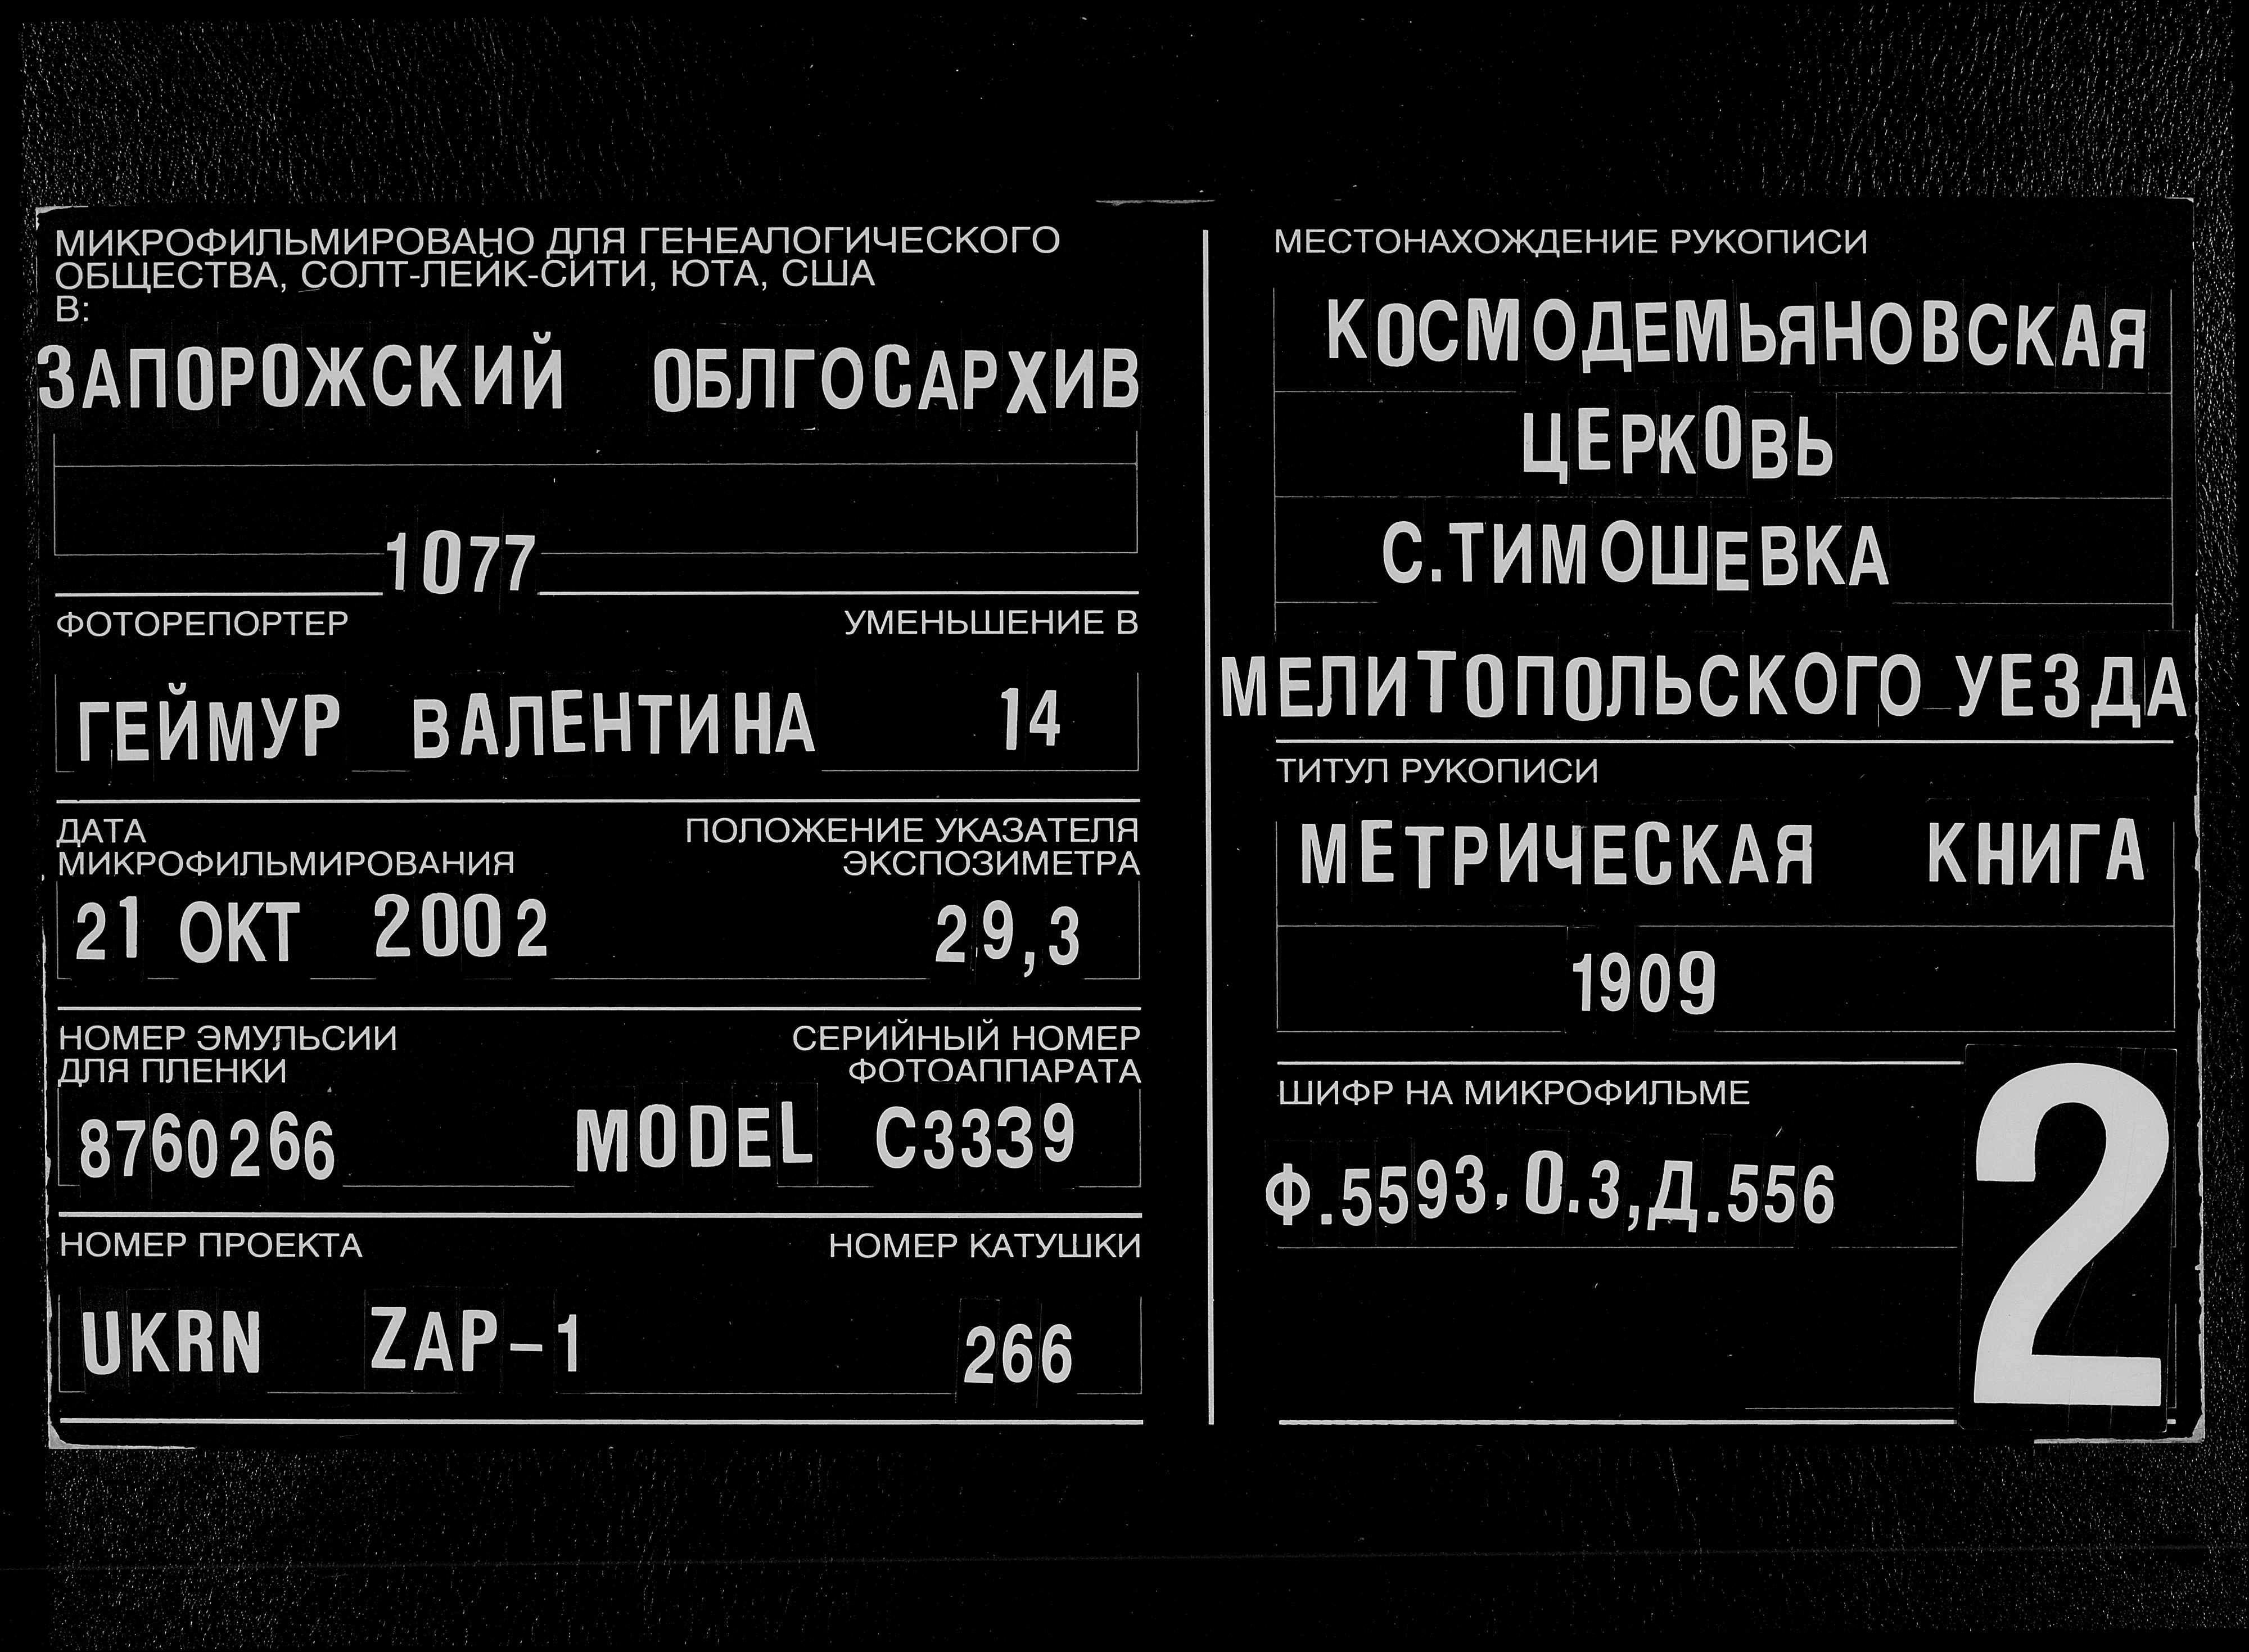 МИКРОФИЛЬМИРОВАНО ДЛЯ ГЕНЕАЛОГИЧЕСКОГО
ОБЩЕСТВА, СОЛТ-ЛЕЙК-СИТИ, ЮТА, США
В:
ЗАПОРОЖСКИЙ ОБЛГОСАРХИВ
1077
ФОТОРЕПОРТЕР УМЕНЬШЕНИЕ В
ГЕЙМУР ВАЛЕНТИНА 14
ДАТА ПОЛОЖЕНИЕ УКАЗАТЕЛЯ
МИКРОФИЛЬМИРОВАНИЯ ЭКСПОЗИМЕТРА
21 ОКТ 2002 29,3
НОМЕР ЭМУЛЬСИИ СЕРИЙНЫЙ НОМЕР
ДЛЯ ПЛЕНКИ ФОТОАППАРАТА
8760266 MODEL C3339
НОМЕР ПРОЕКТА НОМЕР КАТУШКИ
UKRN ZAP-1 266
МЕСТОНАХОЖДЕНИЕ РУКОПИСИ
КОСМОДЕМЬЯНОВСКАЯ
ЦЕРКОВЬ
С.ТИМОШЕВКА
МЕЛИТОПОЛЬСКОГО УЕЗДА
ТИТУЛ РУКОПИСИ
МЕТРИЧЕСКАЯ КНИГА
1909
ШИФР НА МИКРОФИЛЬМЕ
Ф.5593,О.3,Д.556
2